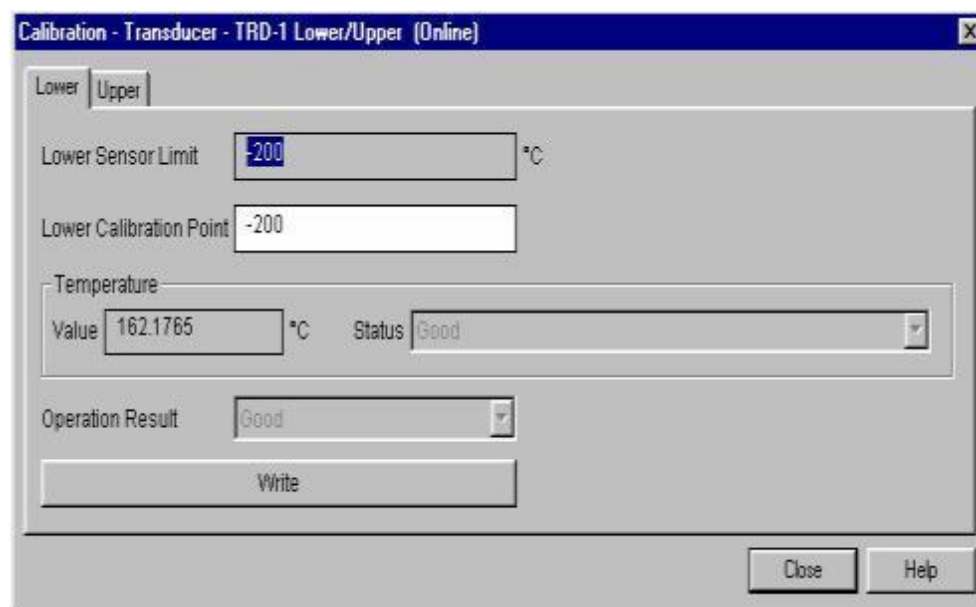 Calibration - Transducer - TRD-1 Lower/Upper (Online)
Lower Upper
Lower Sensor Limit -200 °C
Lower Calibration Point -200
Temperature
Value 162.1765 °C Status Good
Operation Result Good
Write
Close Help